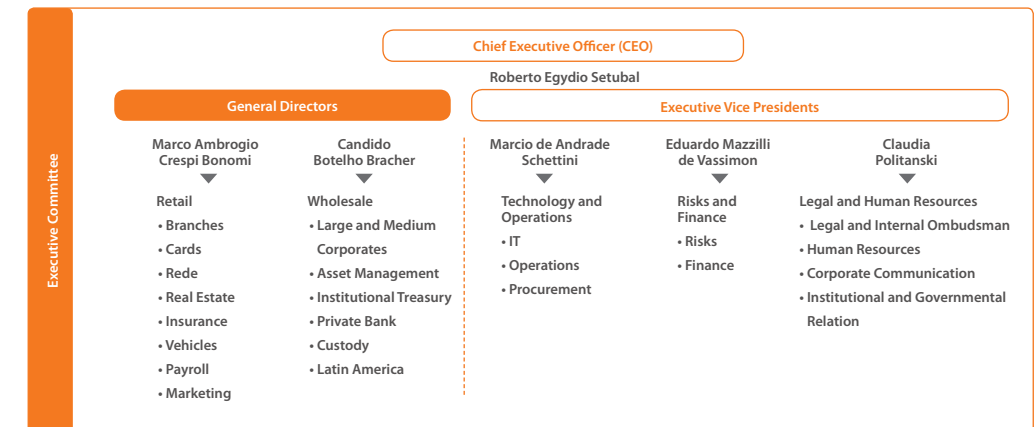 Executive Committee
Chief Executive Officer (CEO)
Roberto Egydio Setubal
General Directors
Marco Ambrogio
Crespi Bonomi
Retail
• Branches
• Cards
• Rede
• Real Estate
• Insurance
• Vehicles
• Payroll
• Marketing
Candido
Botelho Bracher
Wholesale
• Large and Medium
Corporates
• Asset Management
• Institutional Treasury
• Private Bank
• Custody
• Latin America
Executive Vice Presidents
Marcio de Andrade
Schettini
Technology and
Operations
• IT
• Operations
• Procurement
Eduardo Mazzilli
de Vassimon
Risks and
Finance
• Risks
• Finance
Claudia
Politanski
Legal and Human Resources
• Legal and Internal Ombudsman
• Human Resources
• Corporate Communication
• Institutional and Governmental
Relation